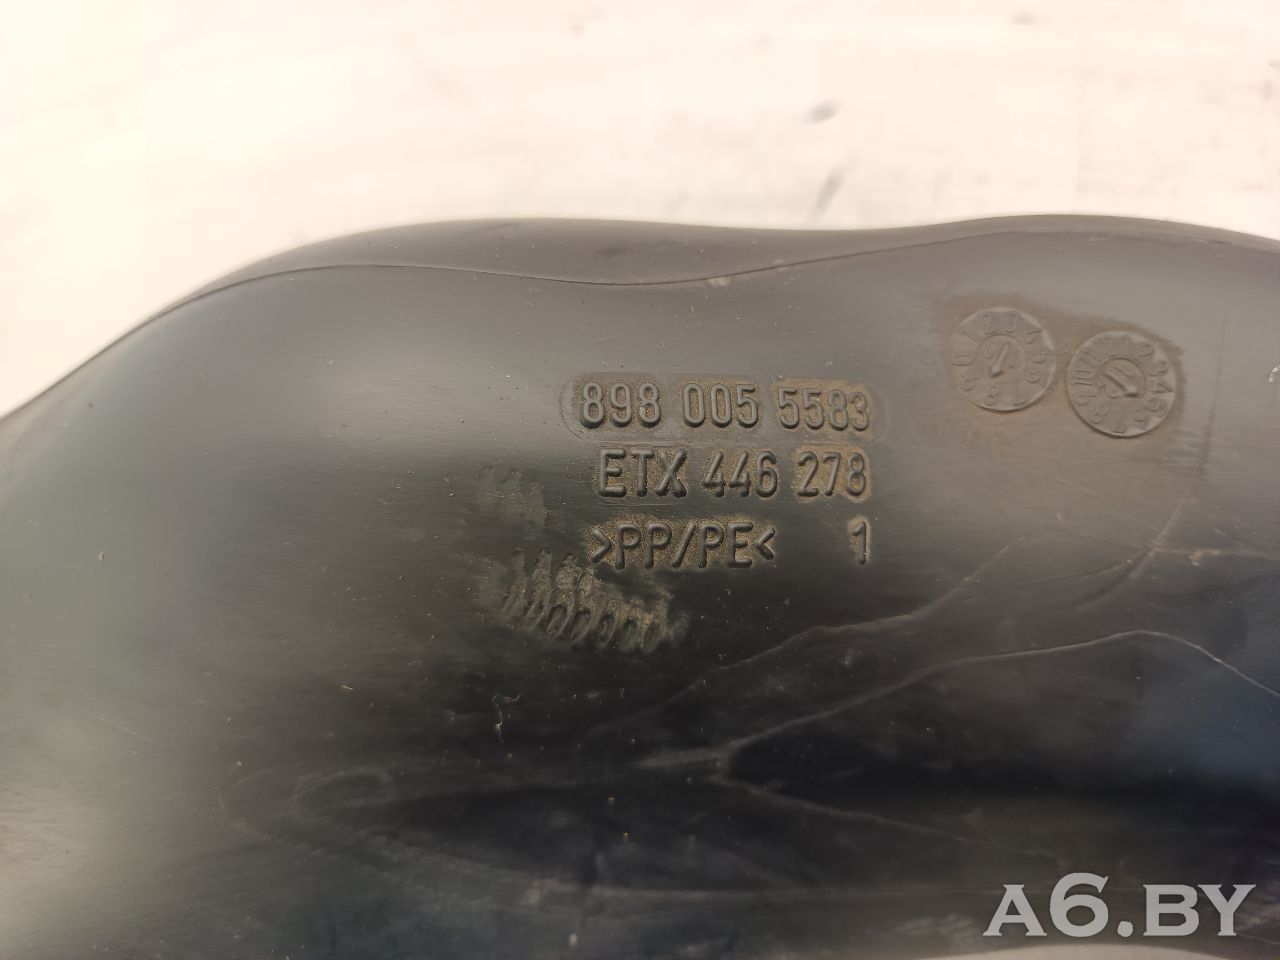 898 005 5583
ETX 446 278
>PP/PE< 1
A6.BY